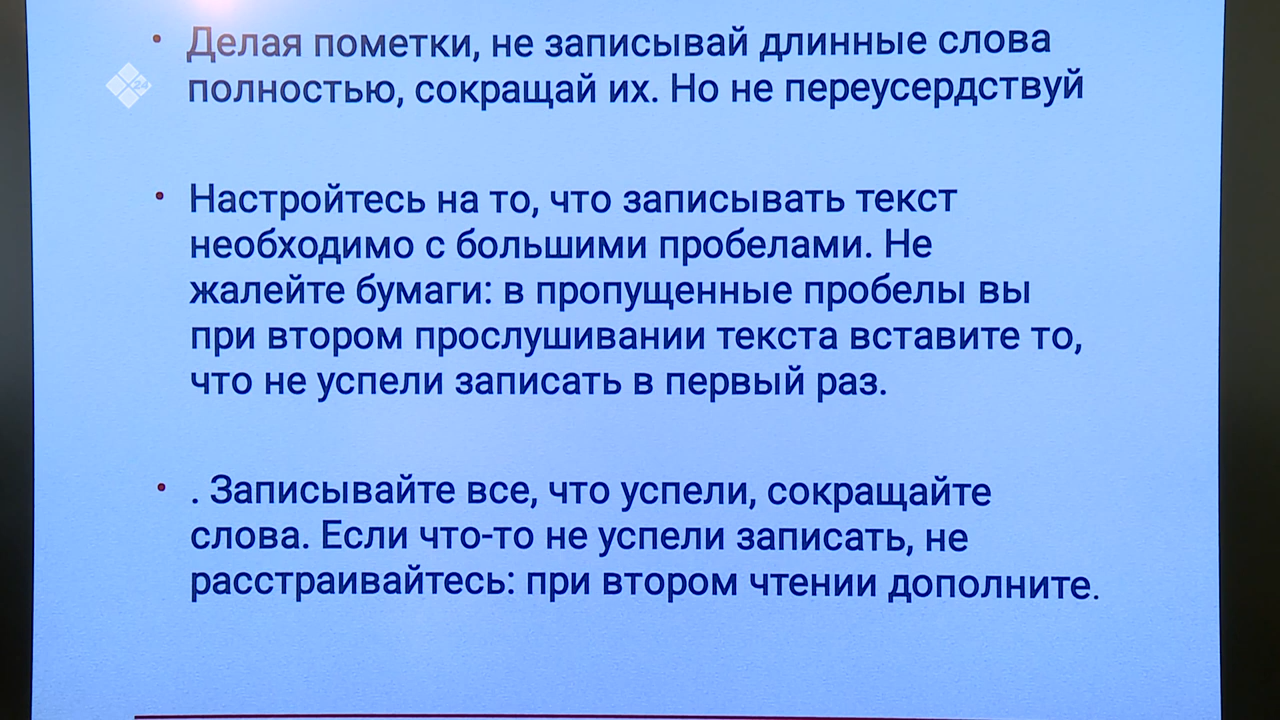 • Делая пометки, не записывай длинные слова
полностью, сокращай их. Но не переусердствуй
• Настройтесь на то, что записывать текст
необходимо с большими пробелами. Не
жалейте бумаги: в пропущенные пробелы вы
при втором прослушивании текста вставите то,
что не успели записать в первый раз.
• . Записывайте все, что успели, сокращайте
слова. Если что-то не успели записать, не
расстраивайтесь: при втором чтении дополните.